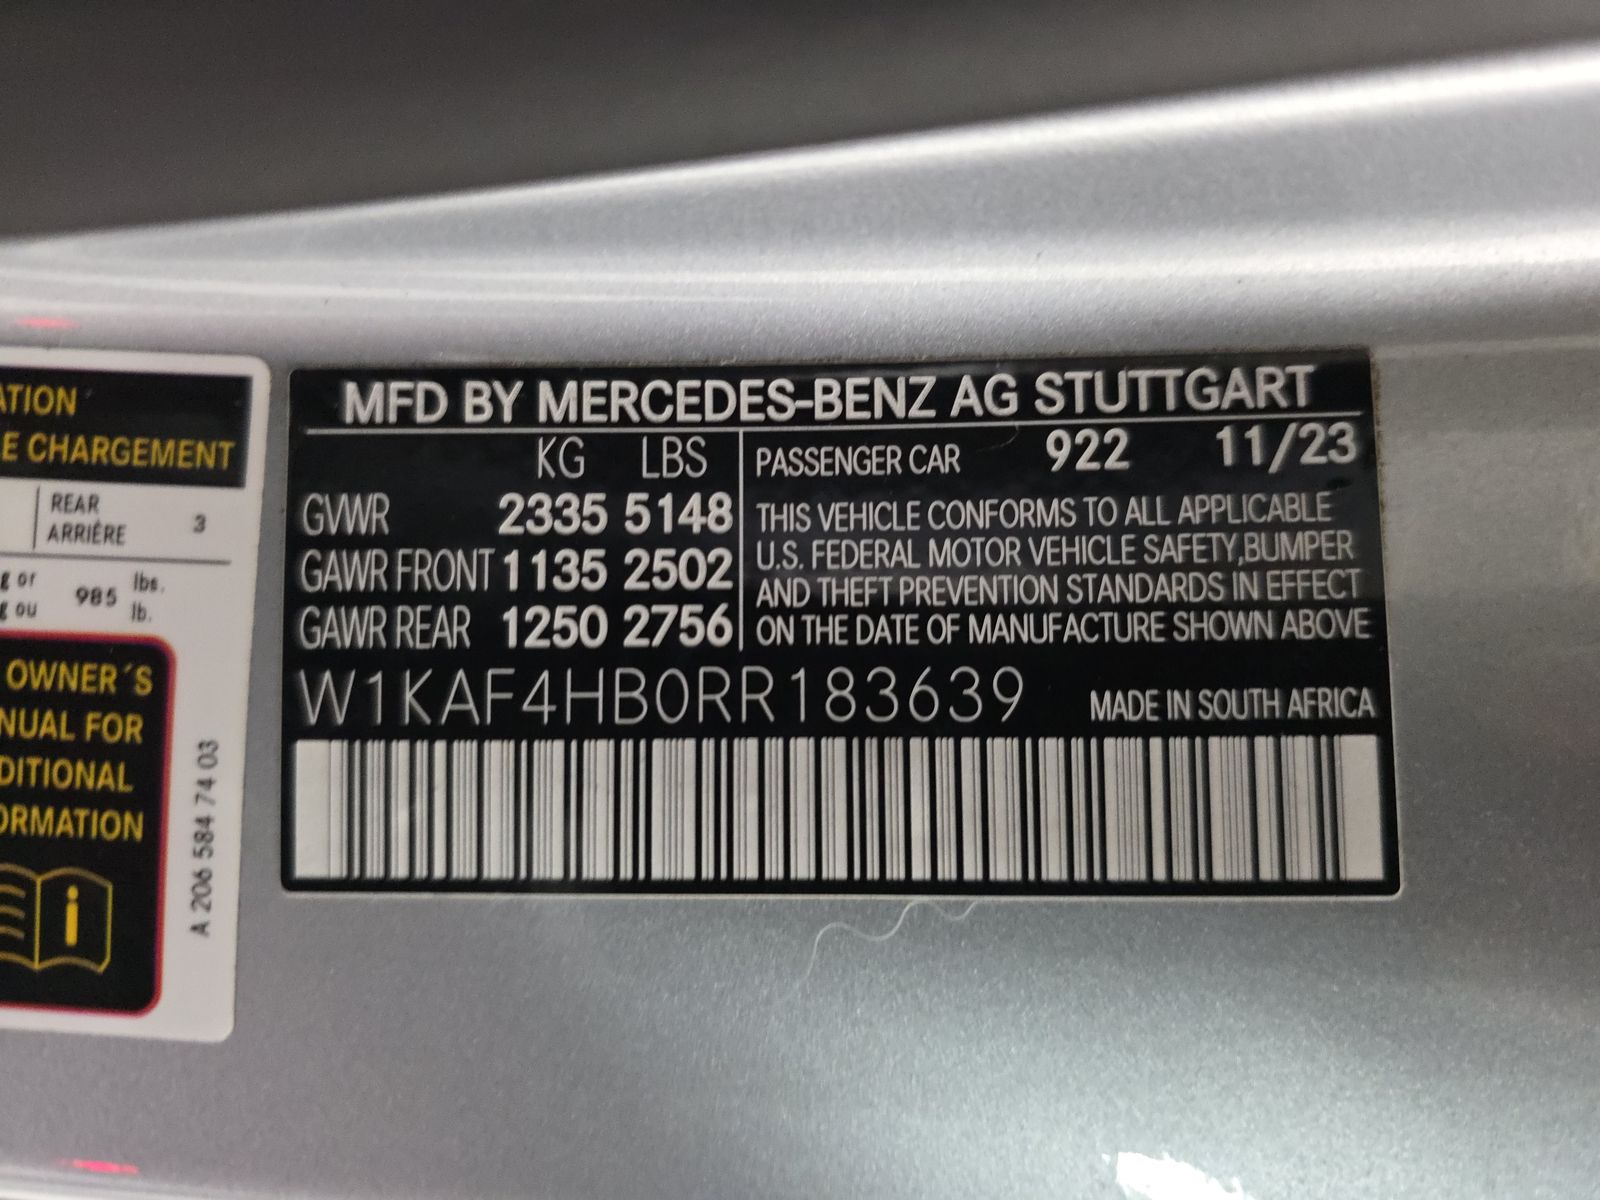 ATION
E CHARGEMENT
REAR
ARRIÈRE 3
g or 985 lbs.
g ou lb.
OWNER´S
NUAL FOR
DITIONAL
ORMATION
i
A 206 584 74 03
MFD BY MERCEDES-BENZ AG STUTTGART
KG LBS
GVWR 2335 5148
GAWR FRONT 1135 2502
GAWR REAR 1250 2756
PASSENGER CAR 922 11/23
THIS VEHICLE CONFORMS TO ALL APPLICABLE
U.S. FEDERAL MOTOR VEHICLE SAFETY,BUMPER
AND THEFT PREVENTION STANDARDS IN EFFECT
ON THE DATE OF MANUFACTURE SHOWN ABOVE
W1KAF4HB0RR183639 MADE IN SOUTH AFRICA